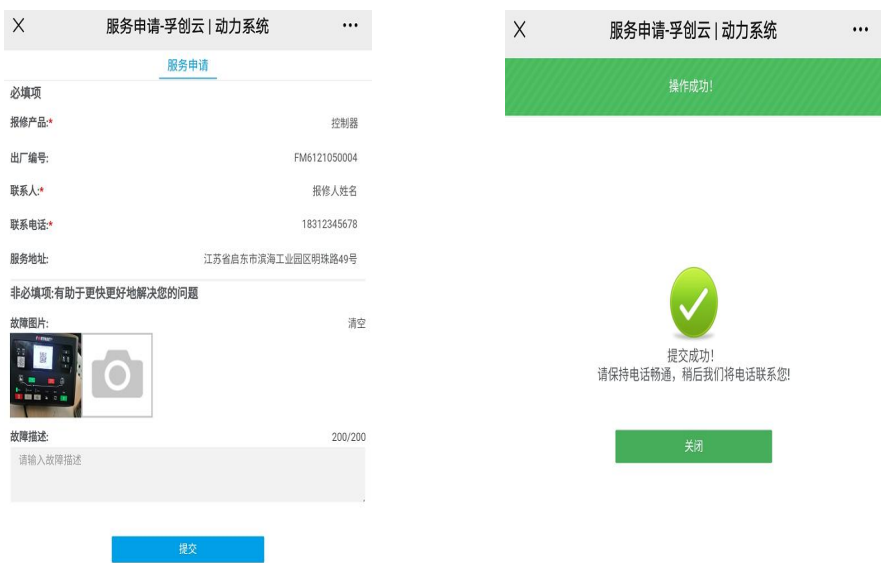 服务申请-孚创云 | 动力系统
服务申请
必填项
报修产品:*
控制器
出厂编号:
FM6121050004
联系人:*
报修人姓名
联系电话:*
18312345678
服务地址:
江苏省启东市滨海工业园区明珠路49号
非必填项:有助于更快更好地解决您的问题
故障图片:
清空
故障描述:
200/200
请输入故障描述
提交
服务申请-孚创云 | 动力系统
操作成功!
提交成功!
请保持电话畅通，稍后我们将电话联系您!
关闭